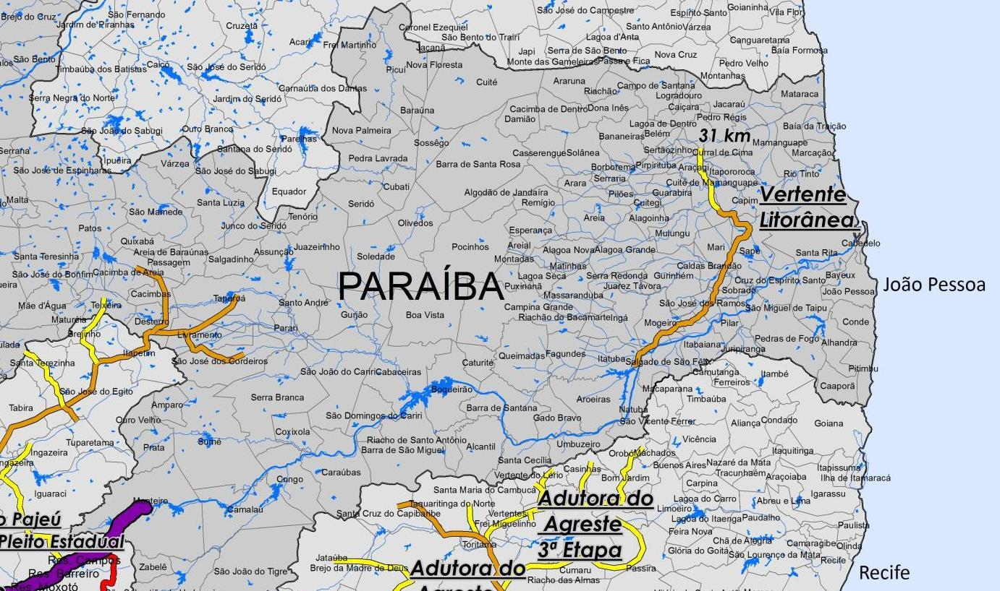 Brejo do Cruz
São Fernando
Jardim de Piranhas
Cruzeta
Acari
Frei Martinho
Coronel Ezequiel
São Bento do Trairí
Jaçanã
São José do Campestre
Espírito Santo
Goianinha
Vila Flor
Santo Antônio
Várzea
Lagoa d'Anta
Canguaretama
Japi
Serra de São Bento
Baía Formosa
Nova Cruz
Monte das Gameleiras
Passa e Fica
Pedro Velho
Montanhas
São Bento
Timbaúba dos Batistas
Caicó
São José do Seridó
Picuí
Nova Floresta
Cuité
Araruna
Riachão
Campo de Santana
Logradouro
Mataraca
Carnaúba dos Dantas
Serra Negra do Norte
Jardim do Seridó
Baraúna
Cacimba de Dentro
Dona Inês
Caiçara
Jacaraú
Damião
Pedro Régis
São João do Sabugi
Ouro Branco
Parelhas
Nova Palmeira
Sossêgo
Lagoa de Dentro
Bananeiras
Belém
31 km
Baía da Traição
Mamanguape
Santana do Seridó
Serrana
Ipueira
Várzea
São José de Espinharas
São José do Sabugi
Pedra Lavrada
Barra de Santa Rosa
Casserengue
Solânea
Sertãozinho
Curral de Cima
Marcação
Borborema
Pirpirituba
Araçagi
Itapororoca
Rio Tinto
Serraria
Arara
Cuité de Mamanguape
Equador
Cubati
Algodão de Jandaíra
Pilões
Guarabira
Vertente
Litorânea
Malta
Santa Luzia
Seridó
Remígio
Cuitegi
Capim
São Mamede
Tenório
Junco do Seridó
Olivedos
Areia
Alagoinha
Patos
Esperança
Mulungu
Quixabá
Areia de Baraúnas
Passagem
Salgadinho
Assunção
Juazeirinho
Soledade
Pocinhos
Areial
Montadas
Alagoa Nova
Alagoa Grande
Mari
Sapé
Cabedelo
Santa Rita
Santa Teresinha
São José do Bonfim
Cacimba de Areia
Matinhas
Lagoa Seca
Serra Redonda
Gurinhém
Caldas Brandão
Puxinanã
Juarez Távora
Cruz do Espírito Santo
Bayeux
PARAÍBA
Massaranduba
Sobrado
João Pessoa
João Pessoa
Cacimbas
Taperoá
Mãe d'Água
Teixeira
Santo André
Campina Grande
São José dos Ramos
São Miguel de Taipu
Maturéia
Desterro
Gurjão
Boa Vista
Riachão do Bacamarte
Ingá
Mogeiro
Pilar
Conde
Brejinho
Livramento
Parari
Pedras de Fogo
Alhandra
Itabaiana
Juripiranga
Itapetim
São José dos Cordeiros
Santa Terezinha
Queimadas
Fagundes
Itatuba
Salgado de São Félix
Caturité
São João do Cariri
Cabaceiras
Camutanga
Ferreiros
Itambé
Pitimbu
Caaporã
São José do Egito
Boqueirão
Macaparana
Timbaúba
Serra Branca
Aroeiras
Amparo
Barra de Santana
Natuba
Tabira
Ouro Velho
São Domingos do Cariri
Gado Bravo
São Vicente Ferrer
Aliança
Condado
Goiana
Coxixola
Tuparetama
Prata
Sumé
Riacho de Santo Antônio
Barra de São Miguel
Alcantil
Umbuzeiro
Vicência
Itaquitinga
Ingazeira
Orobó
Machados
Santa Cecília
Buenos Aires
Nazaré da Mata
Tracunhaém
Itapissuma
Ilha de Itamaracá
Araçoiaba
Congo
Caraúbas
Vertente do Lério
Casinhas
Bom Jardim
Carpina
Iguaraci
Santa Maria do Cambuca
Monteiro
Camalaú
Taquaritinga do Norte
Adutora do
Agreste
3ª Etapa
Lagoa do Carro
Limoeiro
Abreu e Lima
Igarassu
Santa Cruz do Capibaribe
Vertentes
Frei Miguelinho
Lagoa do Itaenga
Paudalho
o Pajeú
Pleito Estadual
Feira Nova
Paulista
Chã de Alegria
Camaragibe
Olinda
Toritama
Glória do Goitá
São Lourenço da Mata
Recife
Recife
Res. Campos
Zabelê
Jataúba
Brejo da Madre de Deus
Adutora do
Agreste
Cumaru
Passira
Res. Barreiro
São João do Tigre
Riacho das Almas
Res. Moxotó